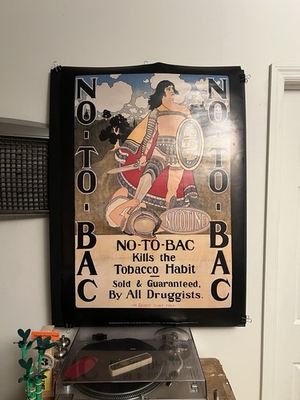 NO-TO-BAC
NO-TO-BAC
NICOTINE
NO-TO-BAC
Kills the
Tobacco Habit
Sold & Guaranteed,
By All Druggists.